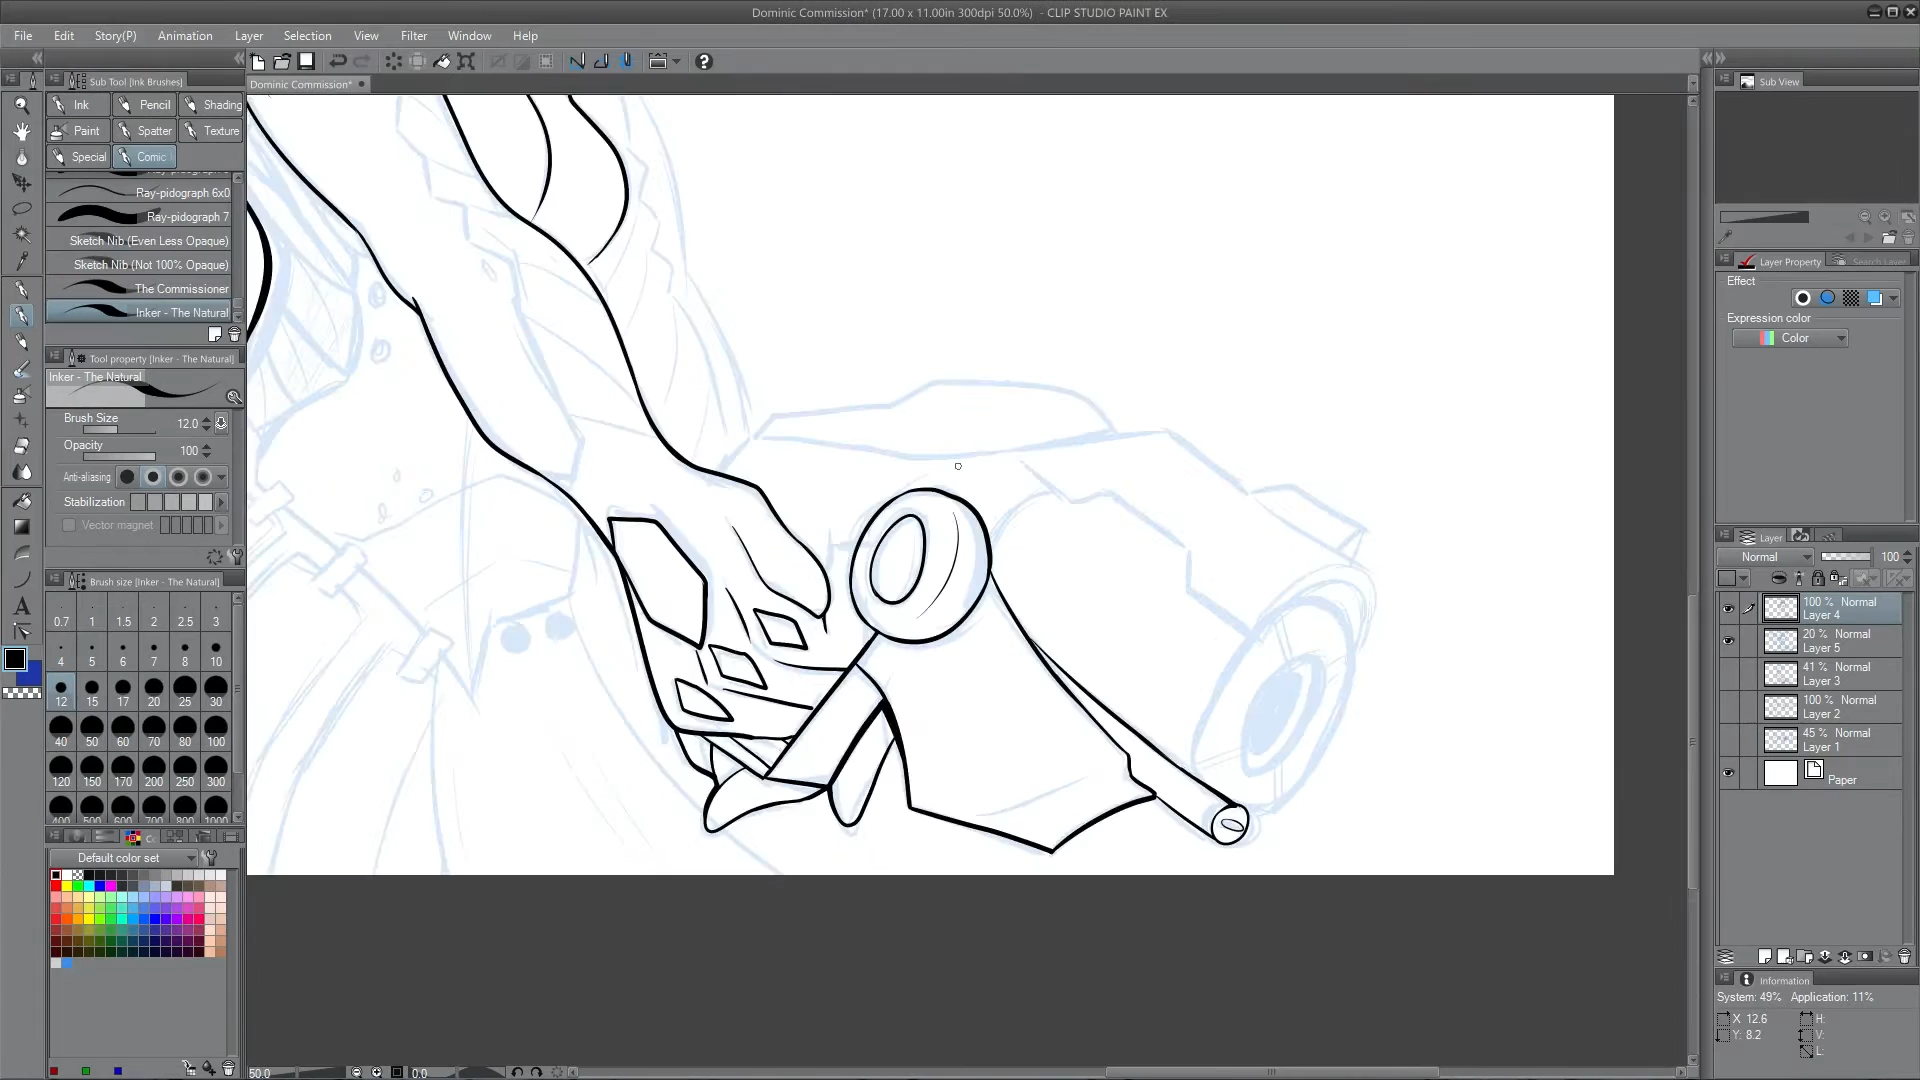 Dominic Commission* (17.00 x 11.00in 300dpi 50.0%) - CLIP STUDIO PAINT EX
File Edit Story(P) Animation Layer Selection View Filter Window Help
Sub Tool [Ink Brushes]
Dominic Commission*
Sub View
Ink Pencil Shading
Paint Spatter Texture
Special Comic
Ray-pidograph 6x0
Ray-pidograph 7
Sketch Nib (Even Less Opaque)
Sketch Nib (Not 100% Opaque)
The Commissioner
Inker - The Natural
Tool property [Inker - The Natural]
Inker - The Natural
Brush Size 12.0
Opacity 100
Anti-aliasing
Stabilization
Vector magnet
Brush size [Inker - The Natural]
0.7 1 1.5 2 2.5 3
4 5 6 7 8 10
12 15 17 20 25 30
40 50 60 70 80 100
120 150 170 200 250 300
400 500 600 700 800 1000
Default color set
50.0 0.0
Layer Property Search Layer
Effect
Expression color
Color
Layer
Normal 100
100 % Normal
Layer 4
20 % Normal
Layer 5
41 % Normal
Layer 3
100 % Normal
Layer 2
45 % Normal
Layer 1
Paper
Information
System: 49% Application: 11%
X 12.6 H:
Y: 8.2 V:
L: